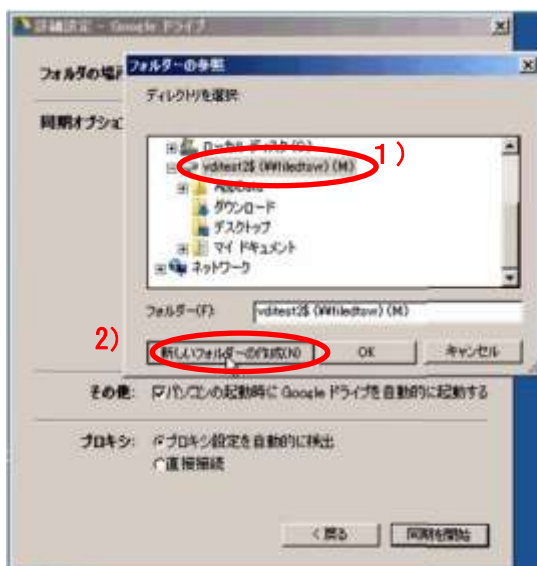 詳細設定 - Google ドライブ
フォルダの場所
フォルダーの参照
ディレクトリを選択:
同期オプション
ローカル ディスク (C:)
1)
vditest2$ (\\filedtsvr) (M:)
AppData
ダウンロード
デスクトップ
マイ ドキュメント
ネットワーク
フォルダー(F):
vditest2$ (\\filedtsvr) (M:)
2)
新しいフォルダーの作成(N)
OK
キャンセル
その他:
パソコンの起動時に Google ドライブを自動的に起動する
プロキシ:
プロキシ設定を自動的に検出
直接接続
< 戻る
同期を開始